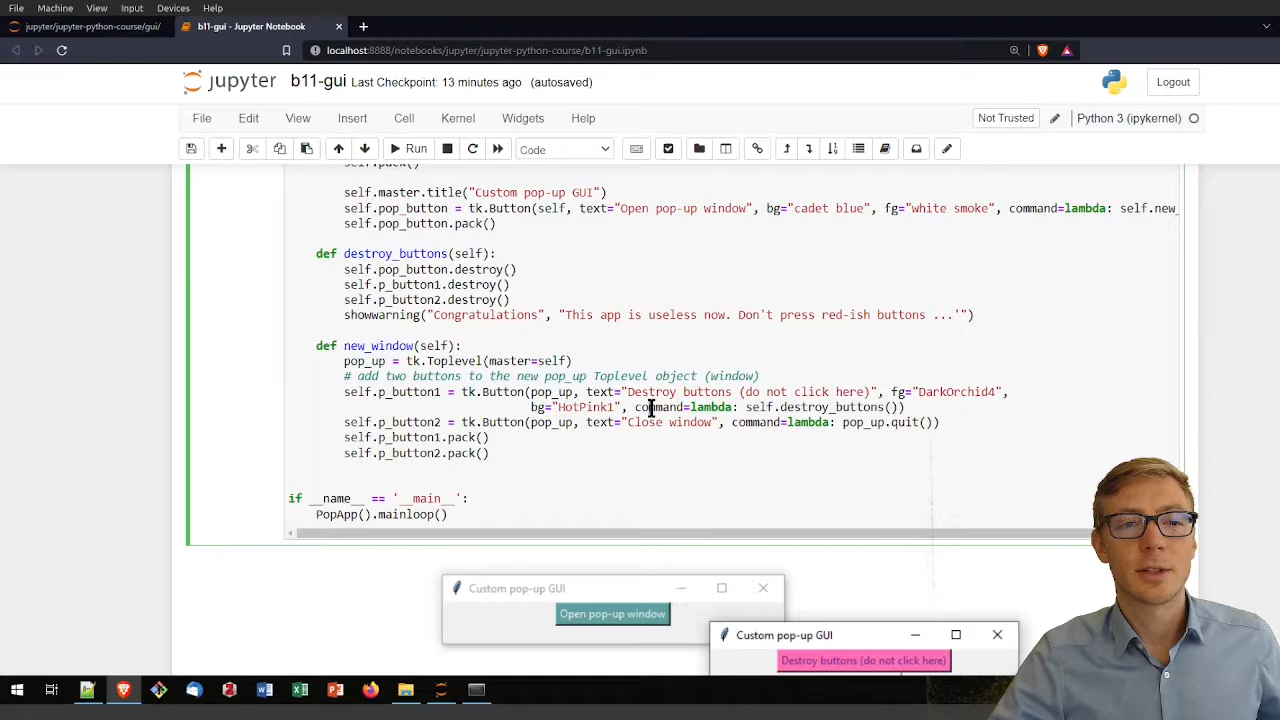 File Machine View Input Devices Help
jupyter/jupyter-python-course/gui/
b11-gui - Jupyter Notebook
localhost:8888/notebooks/jupyter/jupyter-python-course/b11-gui.ipynb
jupyter b11-gui Last Checkpoint: 13 minutes ago (autosaved)
Logout
File Edit View Insert Cell Kernel Widgets Help
Not Trusted
Python 3 (ipykernel)
Run
Code
self.pack()
self.master.title("Custom pop-up GUI")
self.pop_button = tk.Button(self, text="Open pop-up window", bg="cadet blue", fg="white smoke", command=lambda: self.new_
self.pop_button.pack()
def destroy_buttons(self):
self.pop_button.destroy()
self.p_button1.destroy()
self.p_button2.destroy()
showwarning("Congratulations", "This app is useless now. Don't press red-ish buttons ...'")
def new_window(self):
pop_up = tk.Toplevel(master=self)
# add two buttons to the new pop_up Toplevel object (window)
self.p_button1 = tk.Button(pop_up, text="Destroy buttons (do not click here)", fg="DarkOrchid4",
bg="HotPink1", command=lambda: self.destroy_buttons())
self.p_button2 = tk.Button(pop_up, text="Close window", command=lambda: pop_up.quit())
self.p_button1.pack()
self.p_button2.pack()
if __name__ == '__main__':
PopApp().mainloop()
Custom pop-up GUI
Open pop-up window
Custom pop-up GUI
Destroy buttons (do not click here)